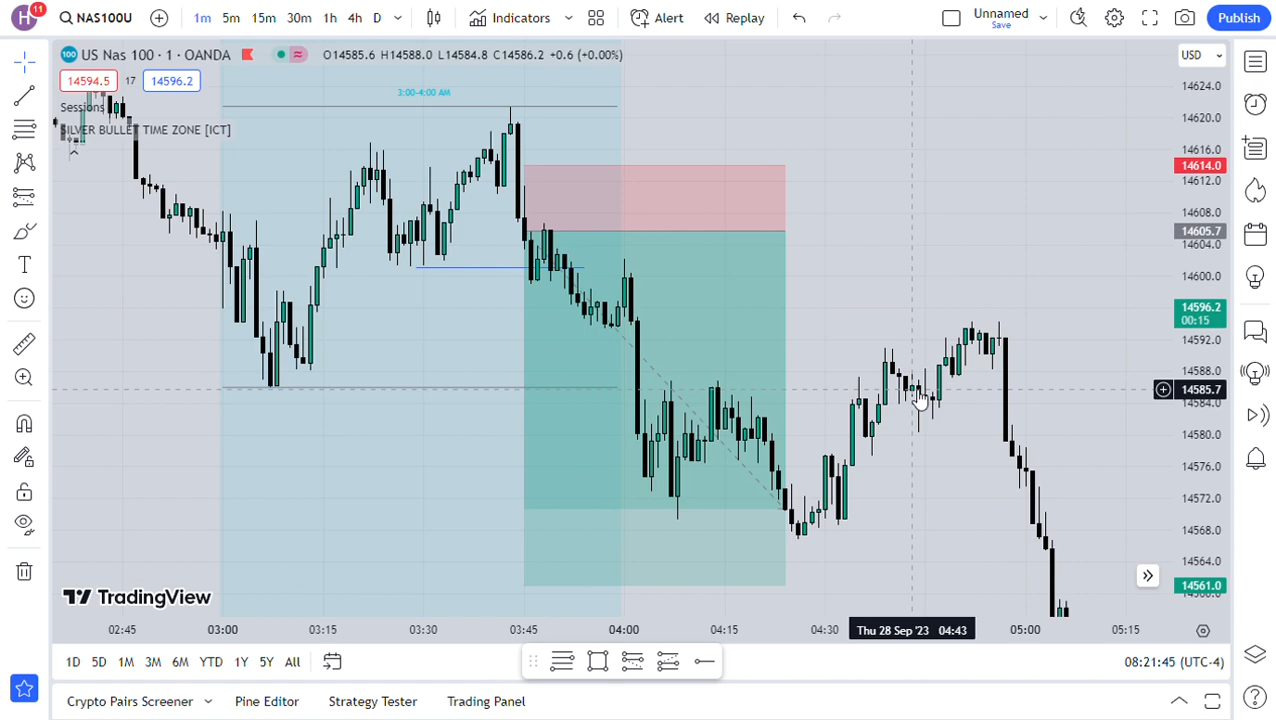 H
11
NAS100U
1m 5m 15m 30m 1h 4h D
Indicators
Alert
Replay
Unnamed
Save
Publish
100 US Nas 100 · 1 · OANDA
O14585.6 H14588.0 L14584.8 C14586.2 +0.6 (+0.00%)
14594.5 17 14596.2
Sessions
SILVER BULLET TIME ZONE [ICT]
3:00-4:00 AM
USD
14624.0
14620.0
14616.0
14614.0
14612.0
14608.0
14605.7
14604.0
14600.0
14596.2
00:15
14592.0
14588.0
14585.7
14584.0
14580.0
14576.0
14572.0
14568.0
14564.0
14561.0
TradingView
02:45 03:00 03:15 03:30 03:45 04:00 04:15 04:30 Thu 28 Sep '23 04:43 05:00 05:15
1D 5D 1M 3M 6M YTD 1Y 5Y All
08:21:45 (UTC-4)
Crypto Pairs Screener Pine Editor Strategy Tester Trading Panel